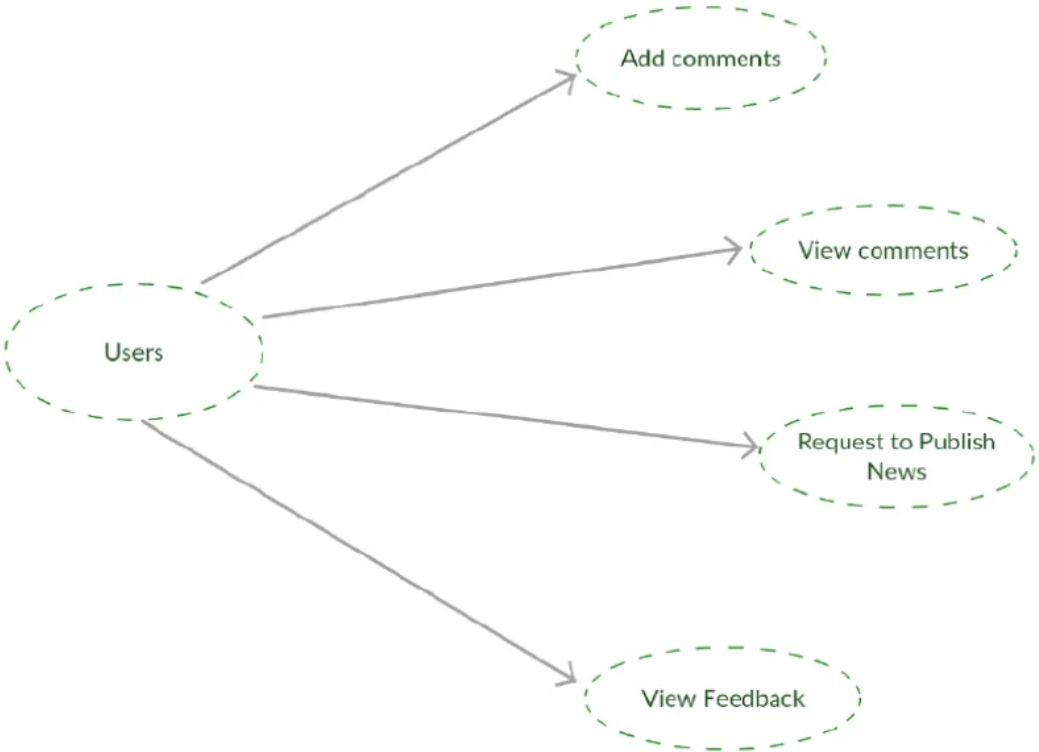 Add comments
View comments
Users
Request to Publish
News
View Feedback